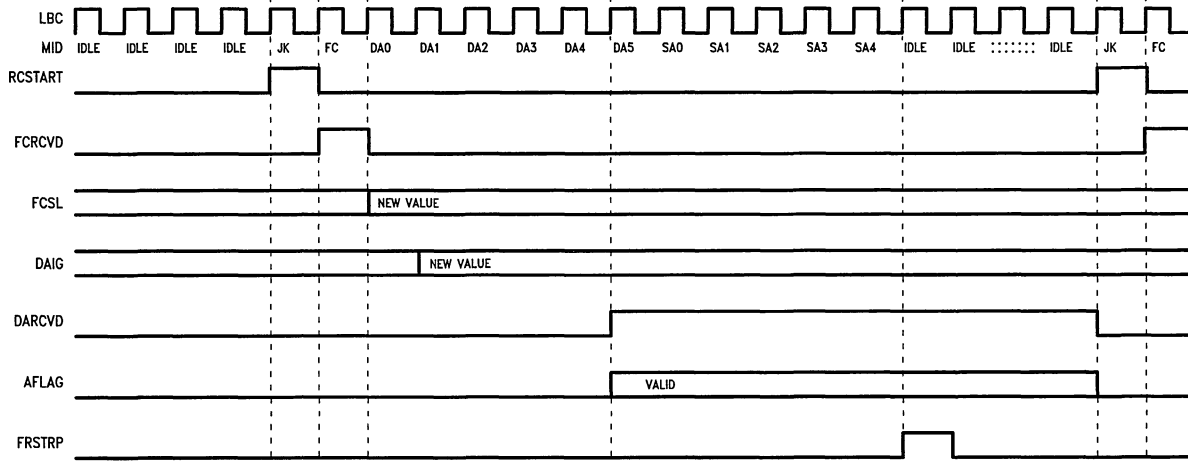 LBC
MID IDLE IDLE IDLE IDLE JK FC DA0 DA1 DA2 DA3 DA4 DA5 SA0 SA1 SA2 SA3 SA4 IDLE IDLE ::::::: IDLE JK FC
RCSTART
FCRCVD
FCSL NEW VALUE
DAIG NEW VALUE
DARCVD
AFLAG VALID
FRSTRP